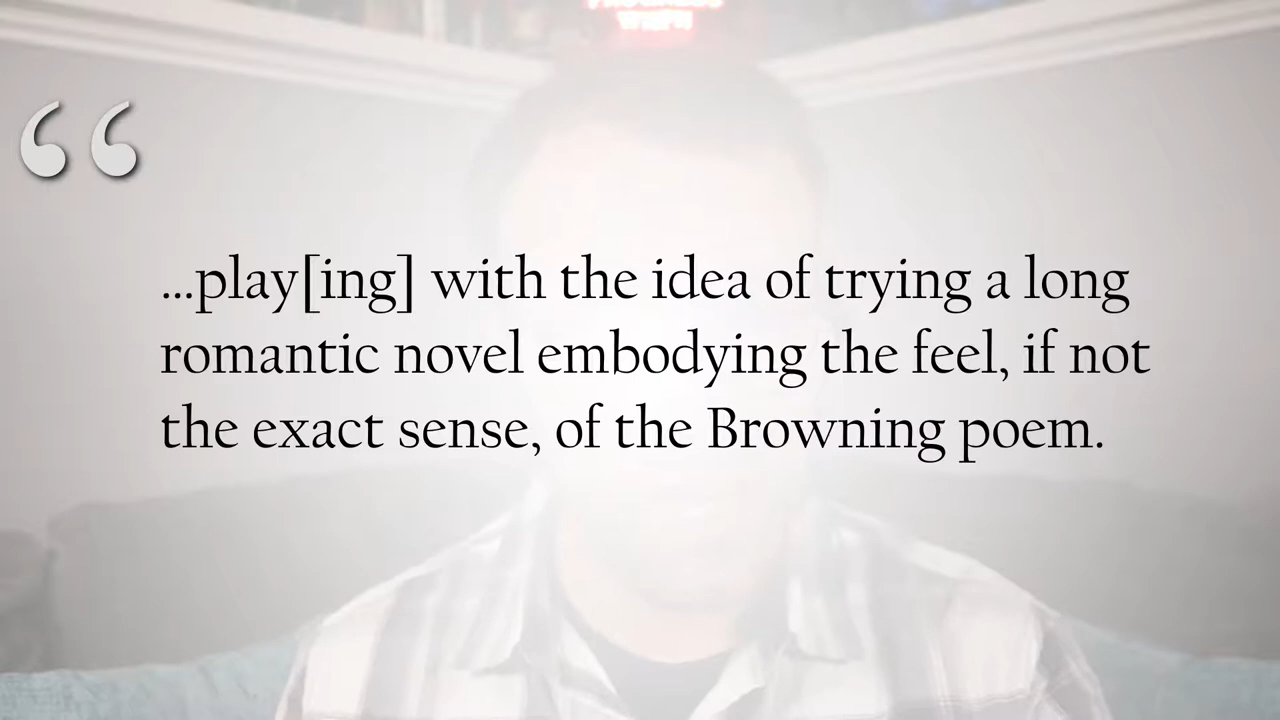 “
...play[ing] with the idea of trying a long
romantic novel embodying the feel, if not
the exact sense, of the Browning poem.